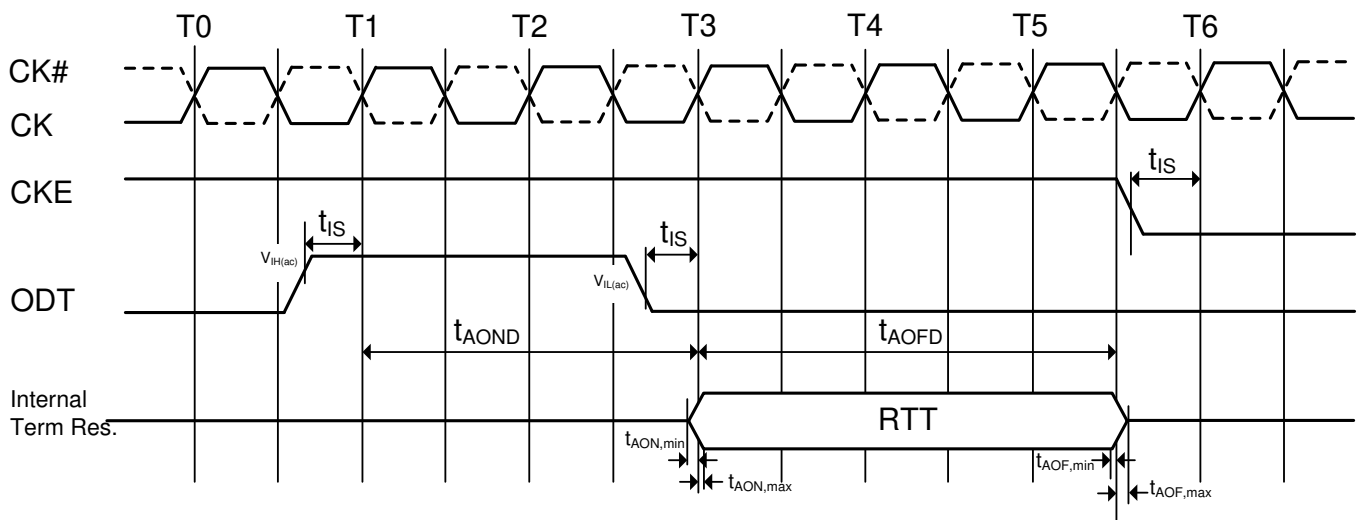 T0 T1 T2 T3 T4 T5 T6
CK#
CK
CKE
tIS
tIS
tIS
VIH(ac)
VIL(ac)
ODT
tAOND
tAOFD
Internal
Term Res.
RTT
tAON,min
tAON,max
tAOF,min
tAOF,max